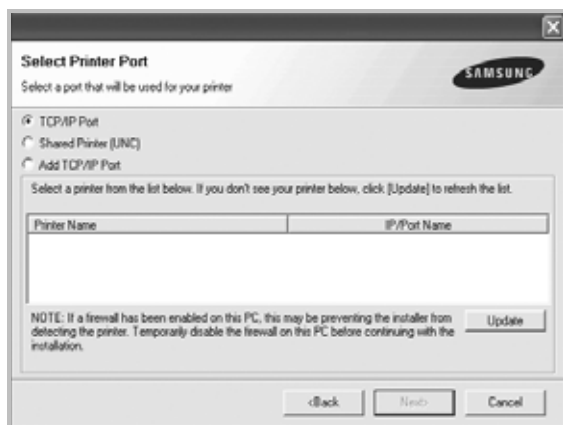 Select Printer Port
Select a port that will be used for your printer
SAMSUNG
TCP/IP Port
Shared Printer (UNC)
Add TCP/IP Port
Select a printer from the list below. If you don't see your printer below, click [Update] to refresh the list.
Printer Name IP/Port Name
NOTE: If a firewall has been enabled on this PC, this may be preventing the installer from
detecting the printer. Temporarily disable the firewall on this PC before continuing with the
installation.
Update
<Back Next> Cancel